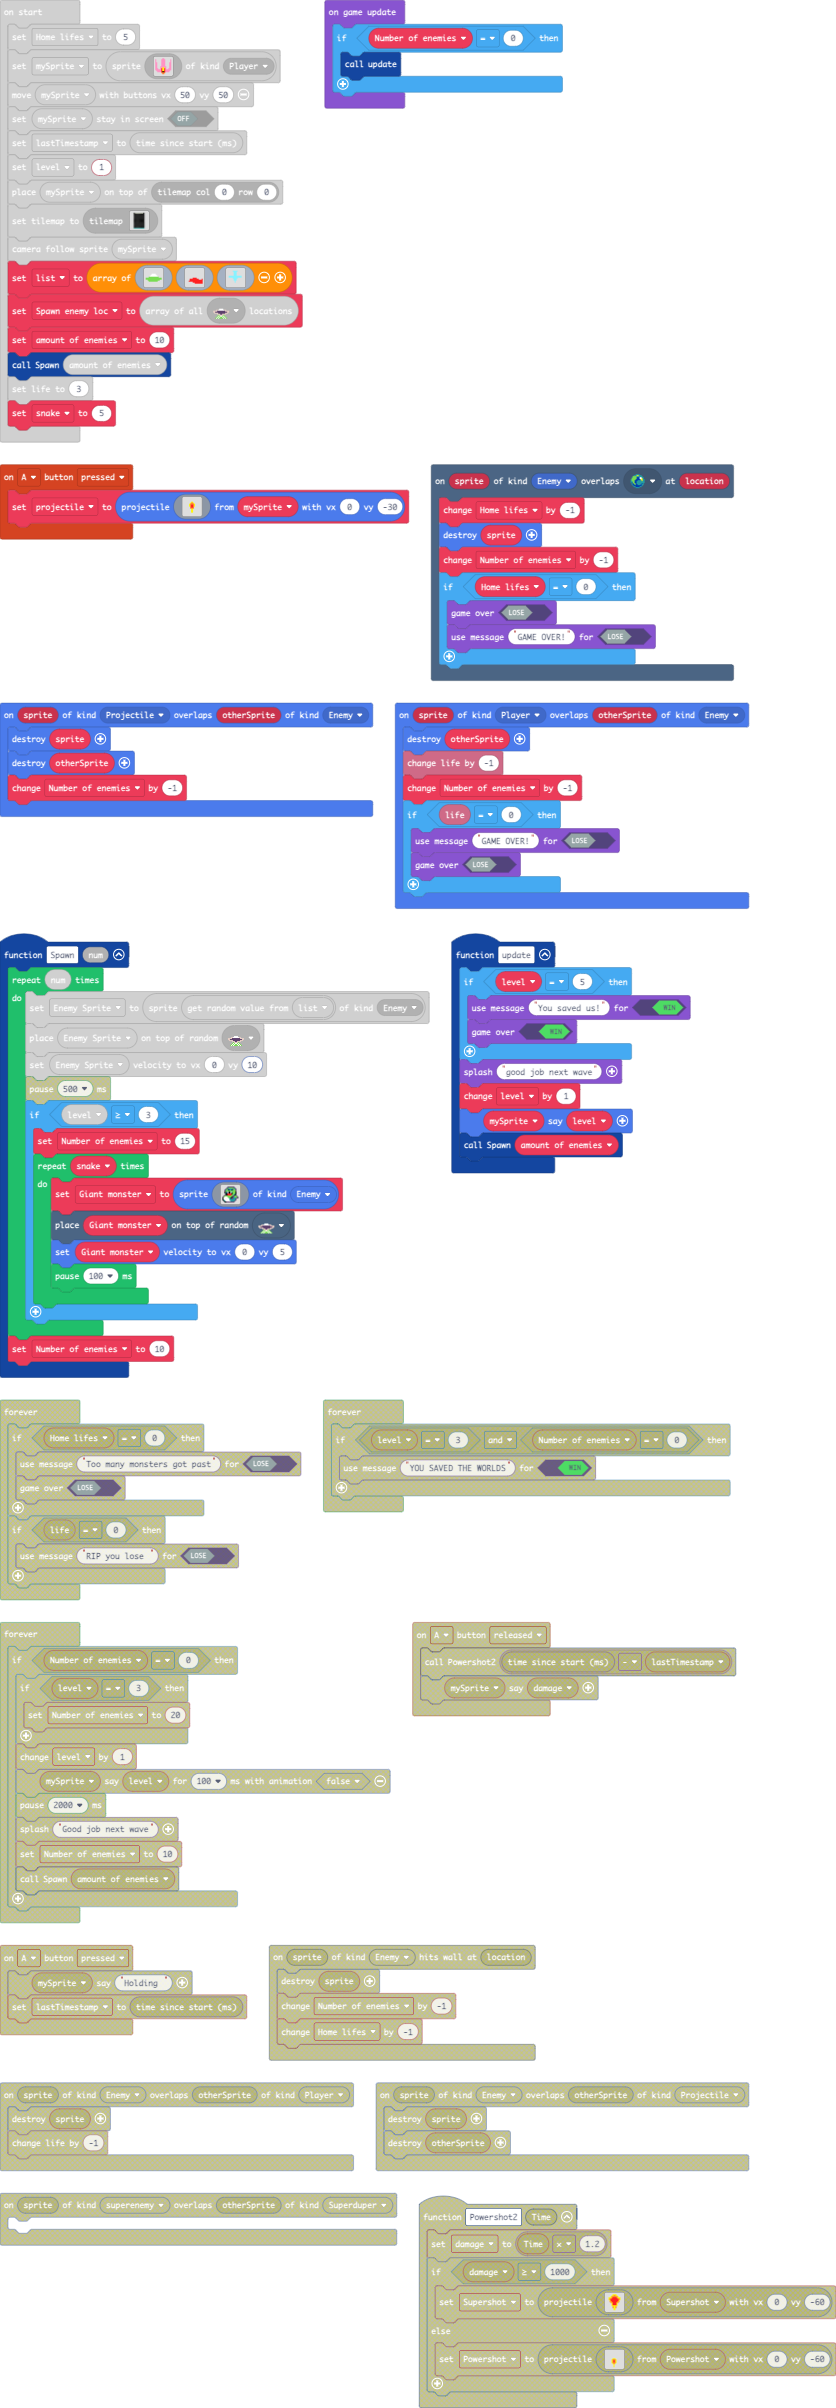 on start
set Home lifes to 5
set mySprite to sprite of kind Player
move mySprite with buttons vx 50 vy 50
set mySprite stay in screen OFF
set lastTimestamp to time since start (ms)
set level to 1
place mySprite on top of tilemap col 0 row 0
set tilemap to tilemap
camera follow sprite mySprite
set list to array of
set Spawn enemy loc to array of all locations
set amount of enemies to 10
call Spawn amount of enemies
set life to 3
set snake to 5
on game update
if Number of enemies = 0 then
call update
on A button pressed
set projectile to projectile from mySprite with vx 0 vy -30
on sprite of kind Enemy overlaps at location
change Home lifes by -1
destroy sprite
change Number of enemies by -1
if Home lifes = 0 then
game over LOSE
use message "GAME OVER!" for LOSE
on sprite of kind Projectile overlaps otherSprite of kind Enemy
destroy sprite
destroy otherSprite
change Number of enemies by -1
on sprite of kind Player overlaps otherSprite of kind Enemy
destroy otherSprite
change life by -1
change Number of enemies by -1
if life = 0 then
use message "GAME OVER!" for LOSE
game over LOSE
function Spawn num
repeat num times
do
set Enemy Sprite to sprite get random value from list of kind Enemy
place Enemy Sprite on top of random
set Enemy Sprite velocity to vx 0 vy 10
pause 500 ms
if level ≥ 3 then
set Number of enemies to 15
repeat snake times
do
set Giant monster to sprite of kind Enemy
place Giant monster on top of random
set Giant monster velocity to vx 0 vy 5
pause 100 ms
set Number of enemies to 10
function update
if level = 5 then
use message "You saved us!" for WIN
game over WIN
splash "good job next wave"
change level by 1
mySprite say level
call Spawn amount of enemies
forever
if Home lifes = 0 then
use message "Too many monsters got past" for LOSE
game over LOSE
if life = 0 then
use message "RIP you lose " for LOSE
forever
if level = 3 and Number of enemies = 0 then
use message "YOU SAVED THE WORLDS" for WIN
forever
if Number of enemies = 0 then
if level = 3 then
set Number of enemies to 20
change level by 1
mySprite say level for 100 ms with animation false
pause 2000 ms
splash "Good job next wave"
set Number of enemies to 10
call Spawn amount of enemies
on A button released
call Powershot2 time since start (ms) - lastTimestamp
mySprite say damage
on A button pressed
mySprite say "Holding "
set lastTimestamp to time since start (ms)
on sprite of kind Enemy hits wall at location
destroy sprite
change Number of enemies by -1
change Home lifes by -1
on sprite of kind Enemy overlaps otherSprite of kind Player
destroy sprite
change life by -1
on sprite of kind Enemy overlaps otherSprite of kind Projectile
destroy sprite
destroy otherSprite
on sprite of kind superenemy overlaps otherSprite of kind Superduper
function Powershot2 Time
set damage to Time × 1.2
if damage ≥ 1000 then
set Supershot to projectile from Supershot with vx 0 vy -60
else
set Powershot to projectile from Powershot with vx 0 vy -60